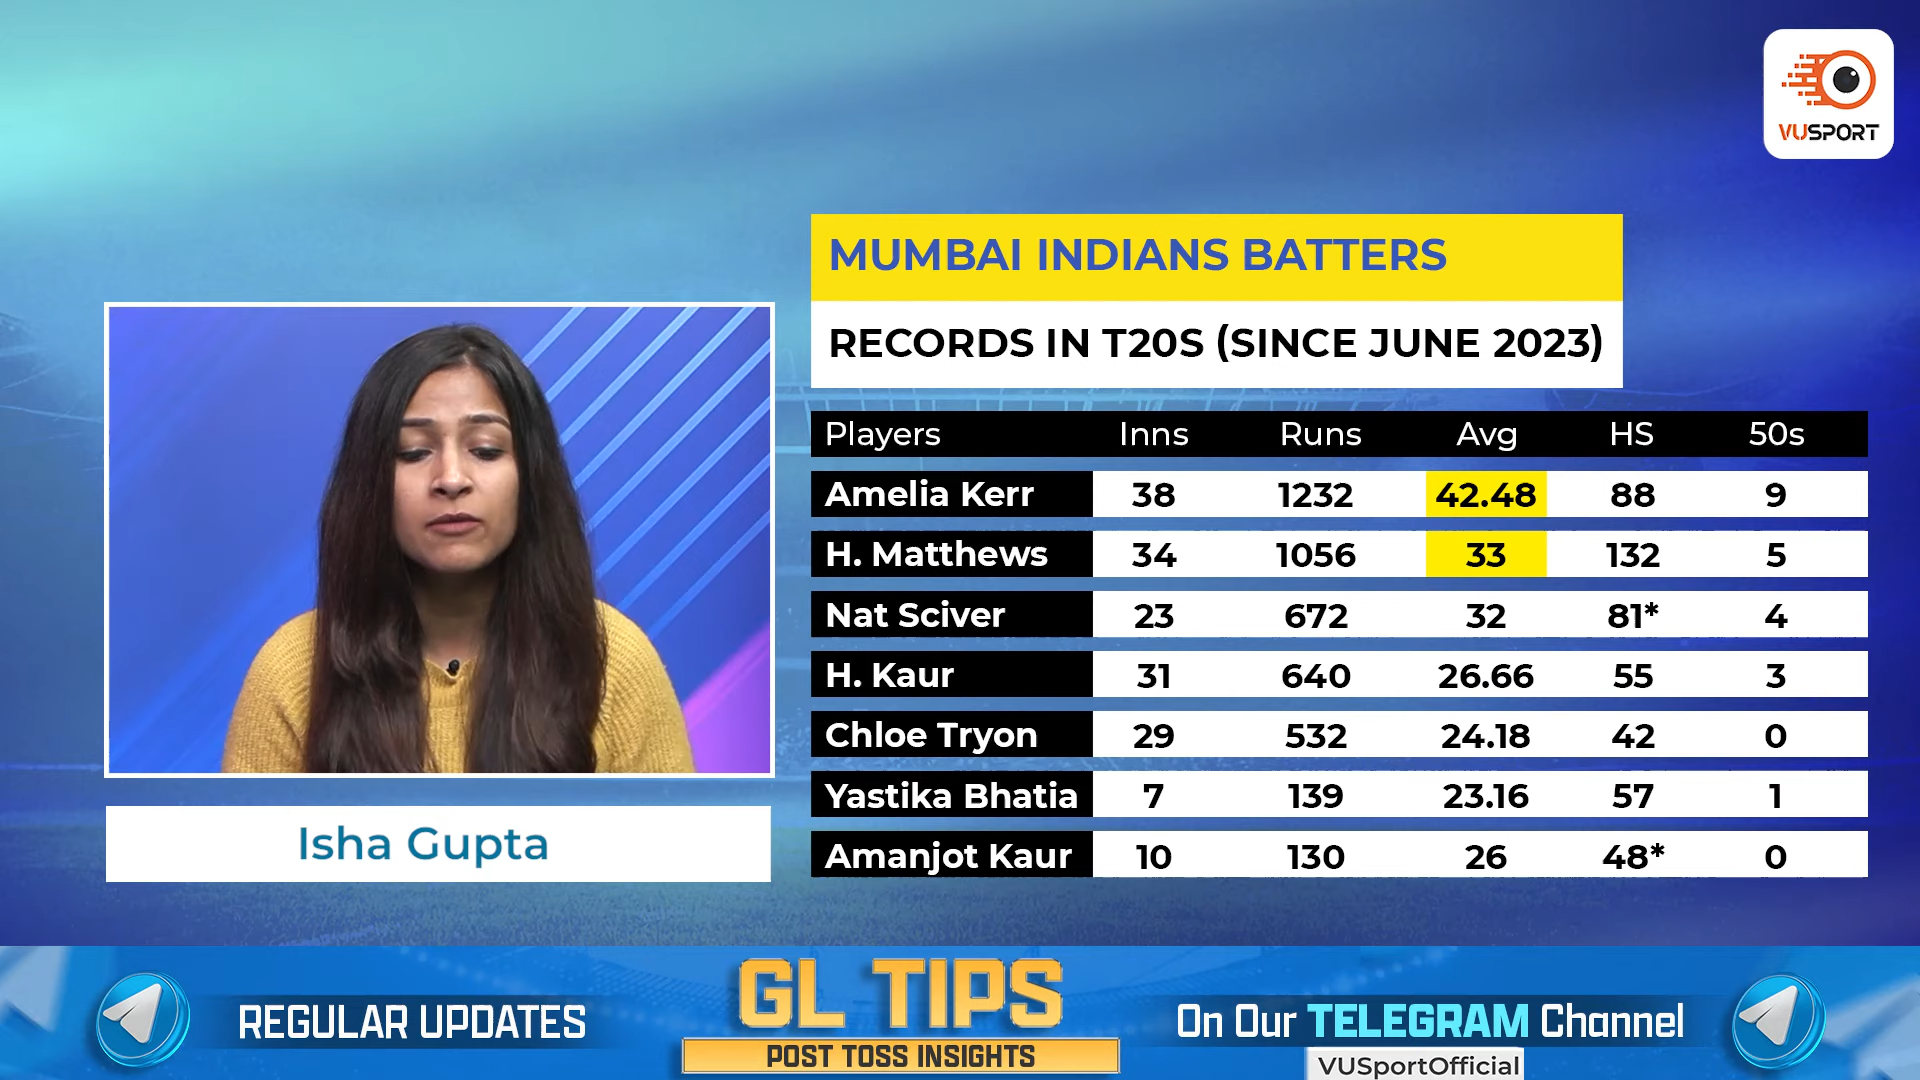 VUSPORT
MUMBAI INDIANS BATTERS
RECORDS IN T20S (SINCE JUNE 2023)
Players Inns Runs Avg HS 50s
Amelia Kerr 38 1232 42.48 88 9
H. Matthews 34 1056 33 132 5
Nat Sciver 23 672 32 81* 4
H. Kaur 31 640 26.66 55 3
Chloe Tryon 29 532 24.18 42 0
Yastika Bhatia 7 139 23.16 57 1
Amanjot Kaur 10 130 26 48* 0
Isha Gupta
REGULAR UPDATES
GL TIPS
POST TOSS INSIGHTS
On Our TELEGRAM Channel
VUSportOfficial